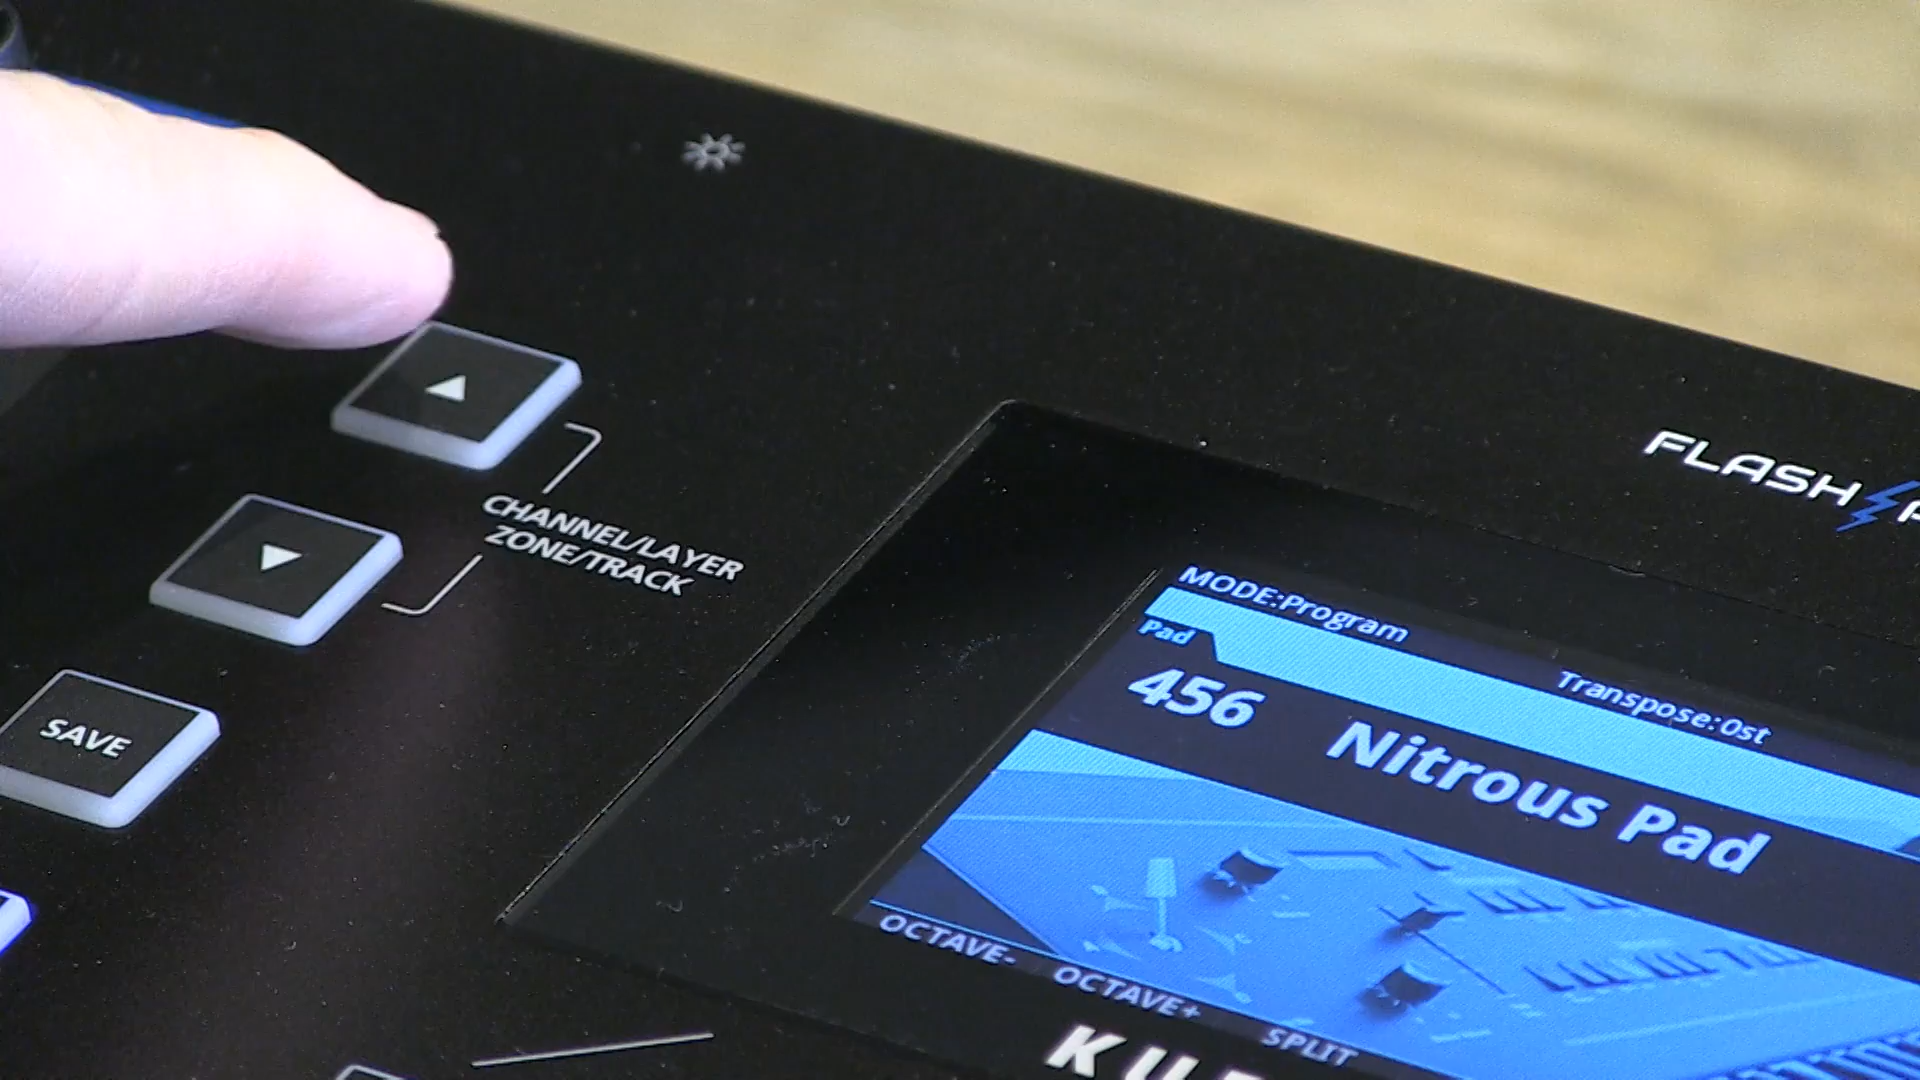 FLASH
CHANNEL/LAYER
ZONE/TRACK
SAVE
MODE:Program
Transpose:0st
Pad
456 Nitrous Pad
OCTAVE- OCTAVE+ SPLIT